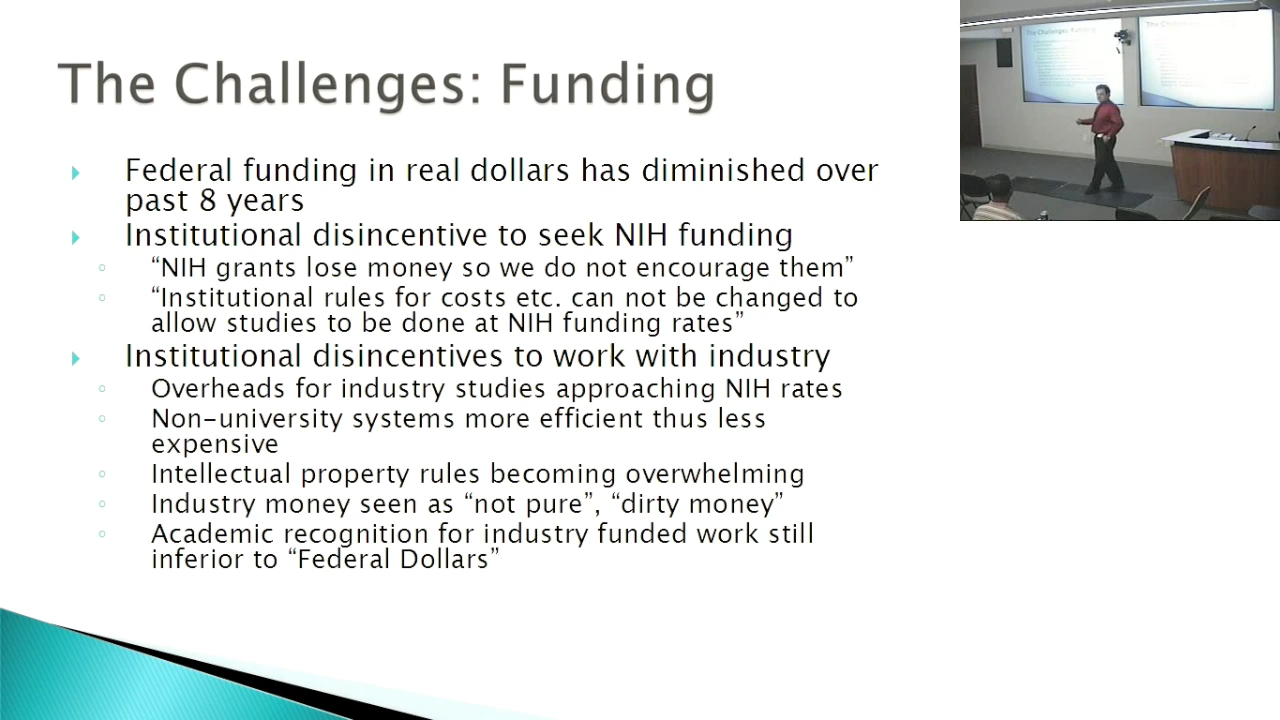 The Challenges: Funding
Federal funding in real dollars has diminished over
past 8 years
Institutional disincentive to seek NIH funding
“NIH grants lose money so we do not encourage them”
“Institutional rules for costs etc. can not be changed to
allow studies to be done at NIH funding rates”
Institutional disincentives to work with industry
Overheads for industry studies approaching NIH rates
Non-university systems more efficient thus less
expensive
Intellectual property rules becoming overwhelming
Industry money seen as “not pure”, “dirty money”
Academic recognition for industry funded work still
inferior to “Federal Dollars”